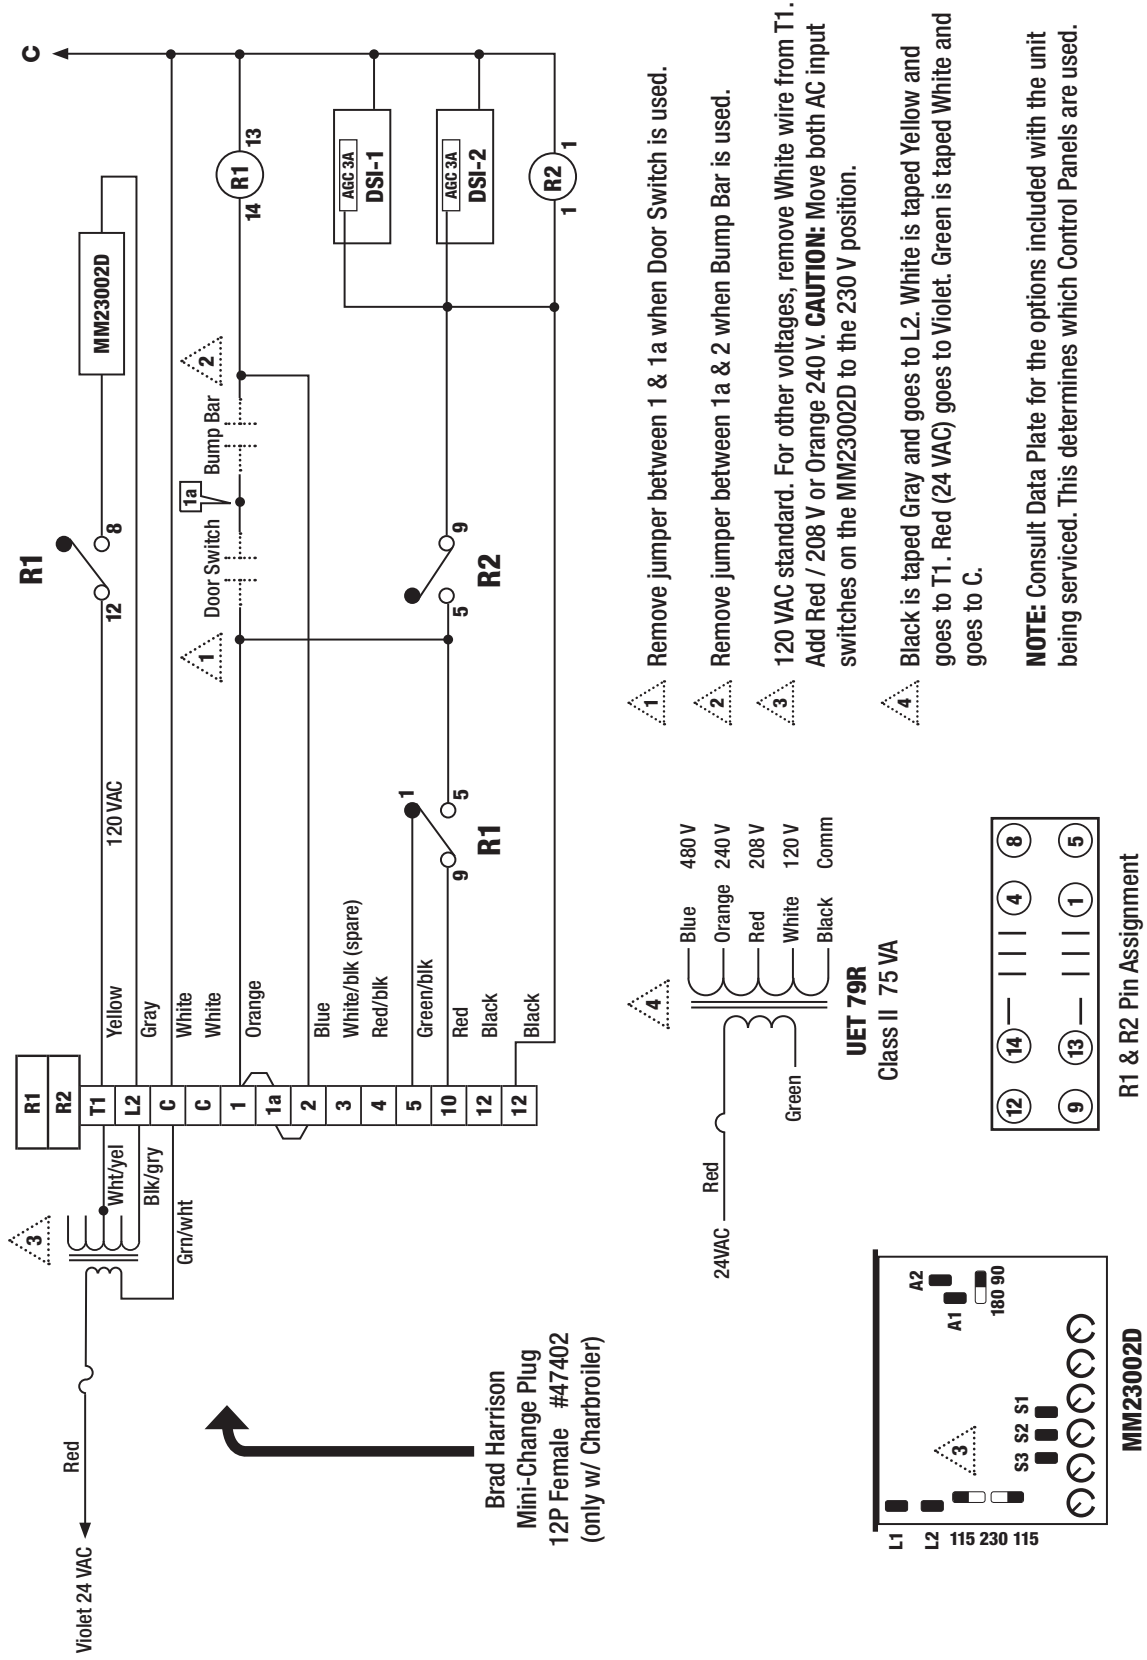 Violet 24 VAC
Red
3
Wht/yel
Blk/gry
Grn/wht
R1
R2
T1
L2
C
C
1
1a
2
3
4
5
10
12
12
Yellow
Gray
White
White
Orange
Blue
White/blk (spare)
Red/blk
Green/blk
Red
Black
Black
120 VAC
R1
12
8
MM23002D
C
1
Door Switch
1a
Bump Bar
2
14
R1
13
AGC 3A
DSI-1
AGC 3A
DSI-2
1
R2
1
1
9
5
R1
5
9
R2
Brad Harrison
Mini-Change Plug
12P Female #47402
(only w/ Charbroiler)
24VAC
Red
Green
4
Blue 480 V
Orange 240 V
Red 208 V
White 120 V
Black Comm
UET 79R
Class II 75 VA
1
Remove jumper between 1 & 1a when Door Switch is used.
2
Remove jumper between 1a & 2 when Bump Bar is used.
3
120 VAC standard. For other voltages, remove White wire from T1.
Add Red / 208 V or Orange 240 V. CAUTION: Move both AC input
switches on the MM23002D to the 230 V position.
4
Black is taped Gray and goes to L2. White is taped Yellow and
goes to T1. Red (24 VAC) goes to Violet. Green is taped White and
goes to C.
NOTE: Consult Data Plate for the options included with the unit
being serviced. This determines which Control Panels are used.
L1
L2
115 230 115
3
S3 S2 S1
A1
A2
180 90
MM23002D
12 14 4 8
9 13 1 5
R1 & R2 Pin Assignment